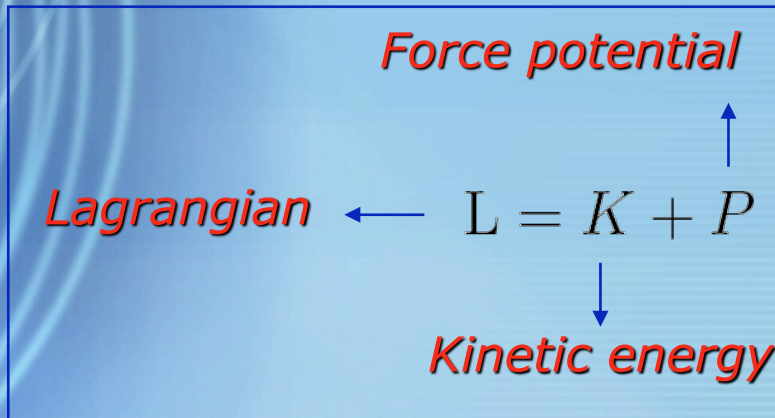 Force potential
Lagrangian
L = K + P
Kinetic energy